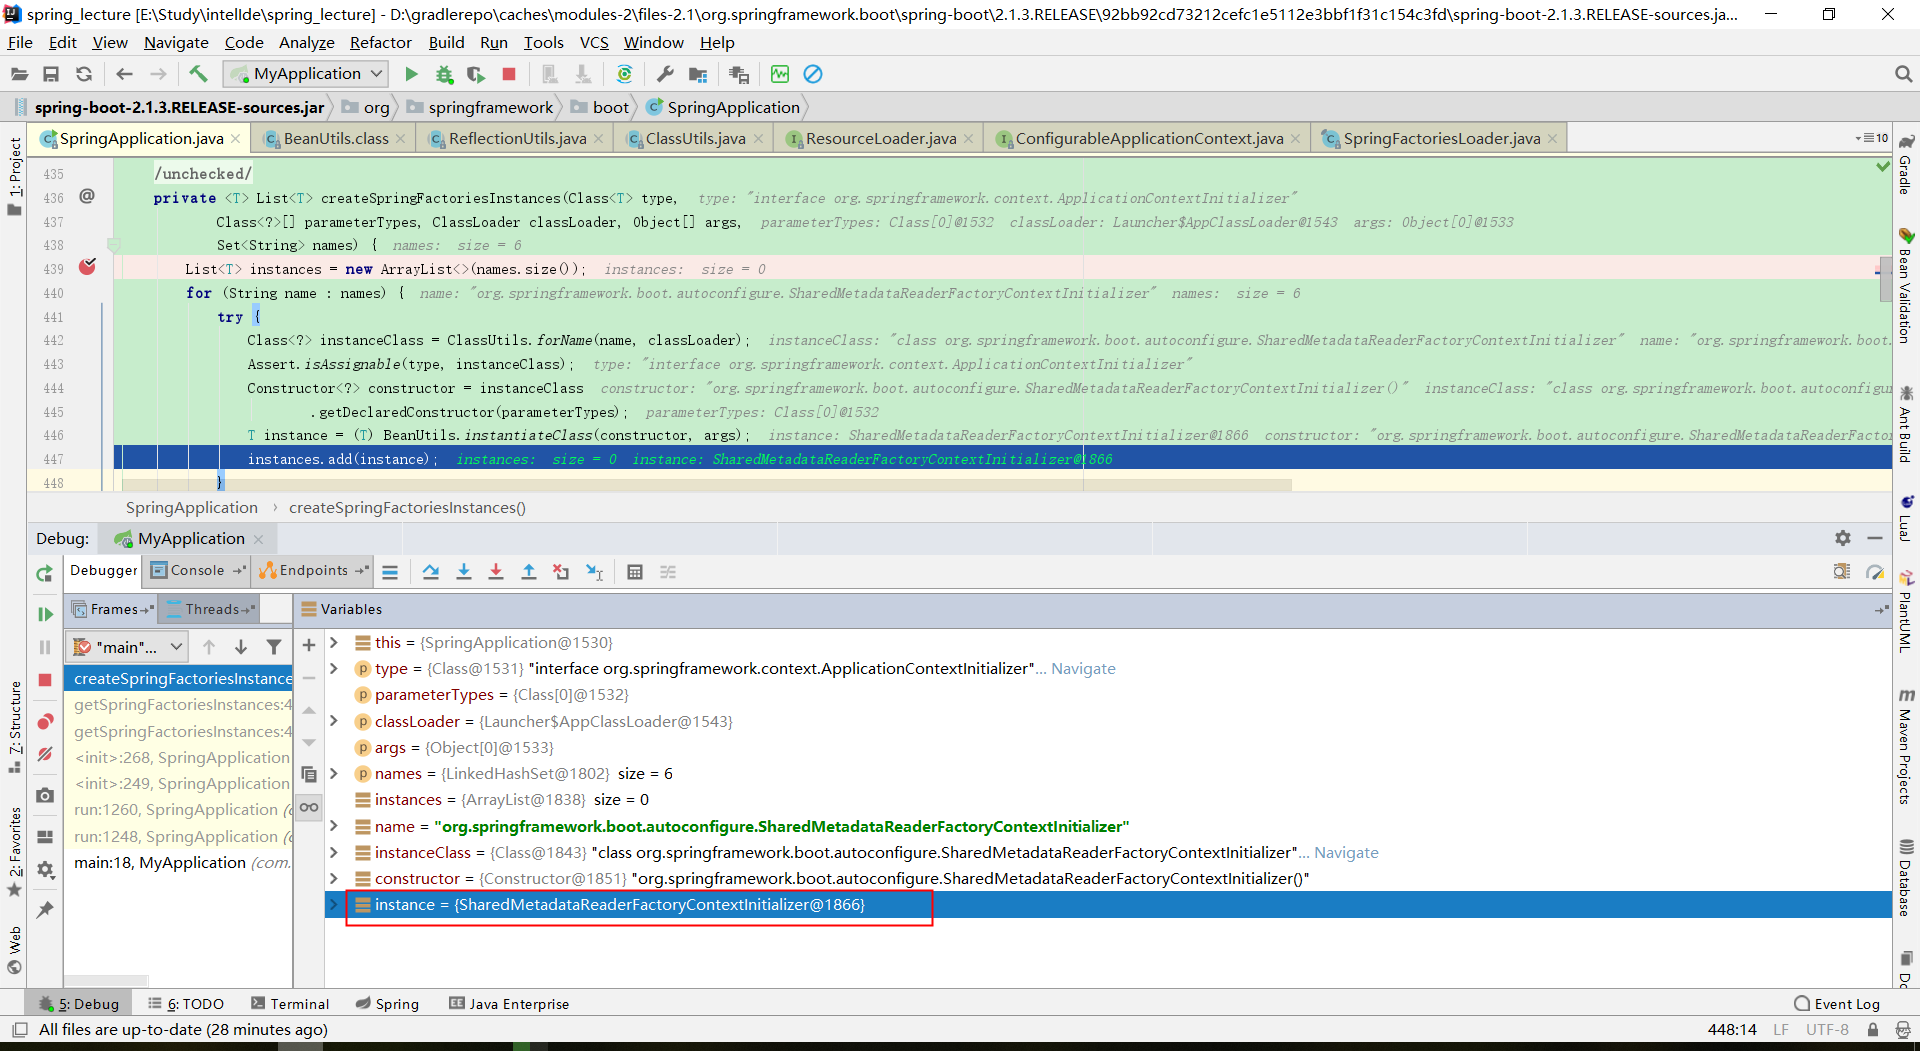 spring_lecture [E:\Study\intellIde\spring_lecture] - D:\gradlerepo\caches\modules-2\files-2.1\org.springframework.boot\spring-boot\2.1.3.RELEASE\92bb92cd73212cefc1e5112e3bbf1f31c154c3fd\spring-boot-2.1.3.RELEASE-sources.ja...
File Edit View Navigate Code Analyze Refactor Build Run Tools VCS Window Help
MyApplication
spring-boot-2.1.3.RELEASE-sources.jar org springframework boot SpringApplication
SpringApplication.java BeanUtils.class ReflectionUtils.java ClassUtils.java ResourceLoader.java ConfigurableApplicationContext.java SpringFactoriesLoader.java 10
435 /unchecked/
436 @ private <T> List<T> createSpringFactoriesInstances(Class<T> type, type: "interface org.springframework.context.ApplicationContextInitializer"
437 Class<?>[] parameterTypes, ClassLoader classLoader, Object[] args, parameterTypes: Class[0]@1532 classLoader: Launcher$AppClassLoader@1543 args: Object[0]@1533
438 Set<String> names) { names: size = 6
439 List<T> instances = new ArrayList<>(names.size()); instances: size = 0
440 for (String name : names) { name: "org.springframework.boot.autoconfigure.SharedMetadataReaderFactoryContextInitializer" names: size = 6
441 try {
442 Class<?> instanceClass = ClassUtils.forName(name, classLoader); instanceClass: "class org.springframework.boot.autoconfigure.SharedMetadataReaderFactoryContextInitializer" name: "org.springframework.boot.
443 Assert.isAssignable(type, instanceClass); type: "interface org.springframework.context.ApplicationContextInitializer"
444 Constructor<?> constructor = instanceClass constructor: "org.springframework.boot.autoconfigure.SharedMetadataReaderFactoryContextInitializer()" instanceClass: "class org.springframework.boot.autoconfigu
445 .getDeclaredConstructor(parameterTypes); parameterTypes: Class[0]@1532
446 T instance = (T) BeanUtils.instantiateClass(constructor, args); instance: SharedMetadataReaderFactoryContextInitializer@1866 constructor: "org.springframework.boot.autoconfigure.SharedMetadataReaderFactor
447 instances.add(instance); instances: size = 0 instance: SharedMetadataReaderFactoryContextInitializer@1866
448 }
SpringApplication › createSpringFactoriesInstances()
Debug: MyApplication
Debugger Console Endpoints
Frames Threads Variables
"main"...
createSpringFactoriesInstance
getSpringFactoriesInstances:4
getSpringFactoriesInstances:4
<init>:268, SpringApplication
<init>:249, SpringApplication
run:1260, SpringApplication (
run:1248, SpringApplication (
main:18, MyApplication (com.
this = {SpringApplication@1530}
type = {Class@1531} "interface org.springframework.context.ApplicationContextInitializer"... Navigate
parameterTypes = {Class[0]@1532}
classLoader = {Launcher$AppClassLoader@1543}
args = {Object[0]@1533}
names = {LinkedHashSet@1802} size = 6
instances = {ArrayList@1838} size = 0
name = "org.springframework.boot.autoconfigure.SharedMetadataReaderFactoryContextInitializer"
instanceClass = {Class@1843} "class org.springframework.boot.autoconfigure.SharedMetadataReaderFactoryContextInitializer"... Navigate
constructor = {Constructor@1851} "org.springframework.boot.autoconfigure.SharedMetadataReaderFactoryContextInitializer()"
instance = {SharedMetadataReaderFactoryContextInitializer@1866}
1: Project
7: Structure
2: Favorites
Web
Gradle
Bean Validation
Ant Build
LuaJ
PlantUML
Maven Projects
Database
5: Debug 6: TODO Terminal Spring Java Enterprise Event Log
All files are up-to-date (28 minutes ago) 448:14 LF UTF-8